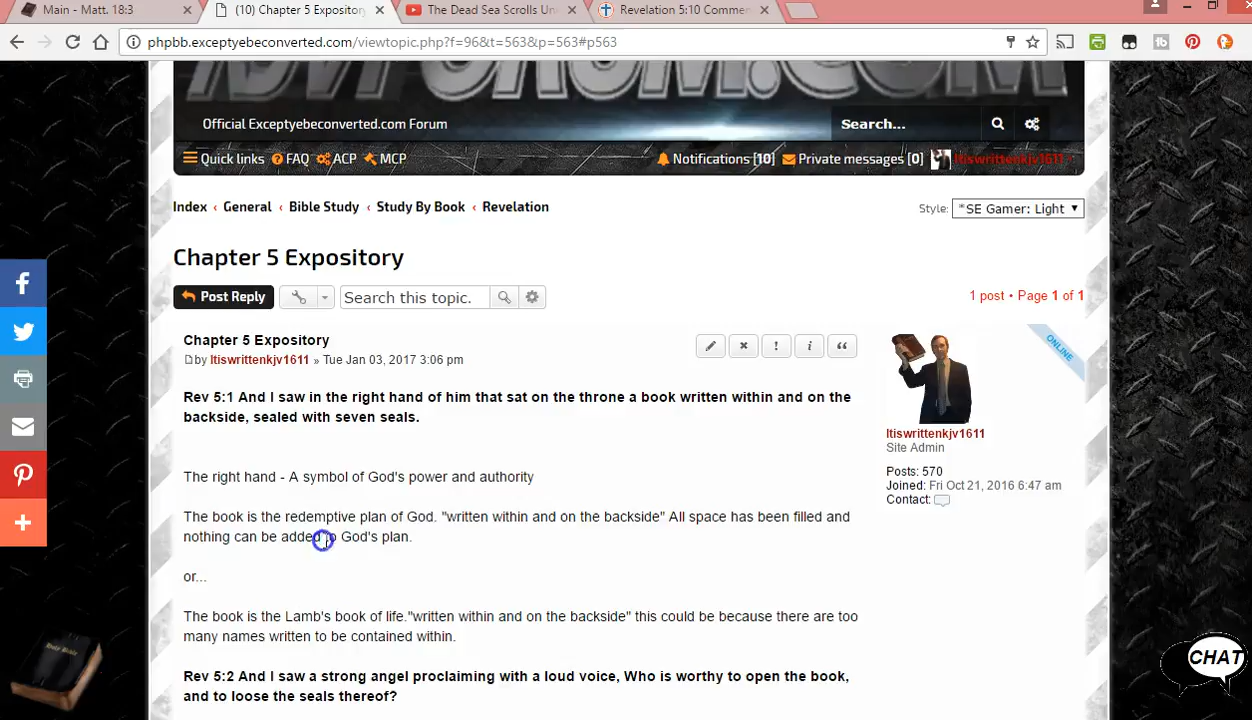 Main - Matt. 18:3
(10) Chapter 5 Expository
The Dead Sea Scrolls Un
Revelation 5:10 Comme
phpbb.exceptyebeconverted.com/viewtopic.php?f=96&t=563&p=563#p563
Official Exceptyebeconverted.com Forum
Search...
Quick links
FAQ
ACP
MCP
Notifications [10]
Private messages [0]
Itiswrittenkjv1611
Index ‹ General ‹ Bible Study ‹ Study By Book ‹ Revelation
Style: *SE Gamer: Light
Chapter 5 Expository
Post Reply
Search this topic.
1 post • Page 1 of 1
Chapter 5 Expository
by Itiswrittenkjv1611 » Tue Jan 03, 2017 3:06 pm
ONLINE
Rev 5:1 And I saw in the right hand of him that sat on the throne a book written within and on the
backside, sealed with seven seals.
Itiswrittenkjv1611
Site Admin
Posts: 570
Joined: Fri Oct 21, 2016 6:47 am
Contact:
The right hand - A symbol of God's power and authority
The book is the redemptive plan of God. "written within and on the backside" All space has been filled and
nothing can be added to God's plan.
or...
The book is the Lamb's book of life."written within and on the backside" this could be because there are too
many names written to be contained within.
Rev 5:2 And I saw a strong angel proclaiming with a loud voice, Who is worthy to open the book,
and to loose the seals thereof?
Holy Bible
CHAT